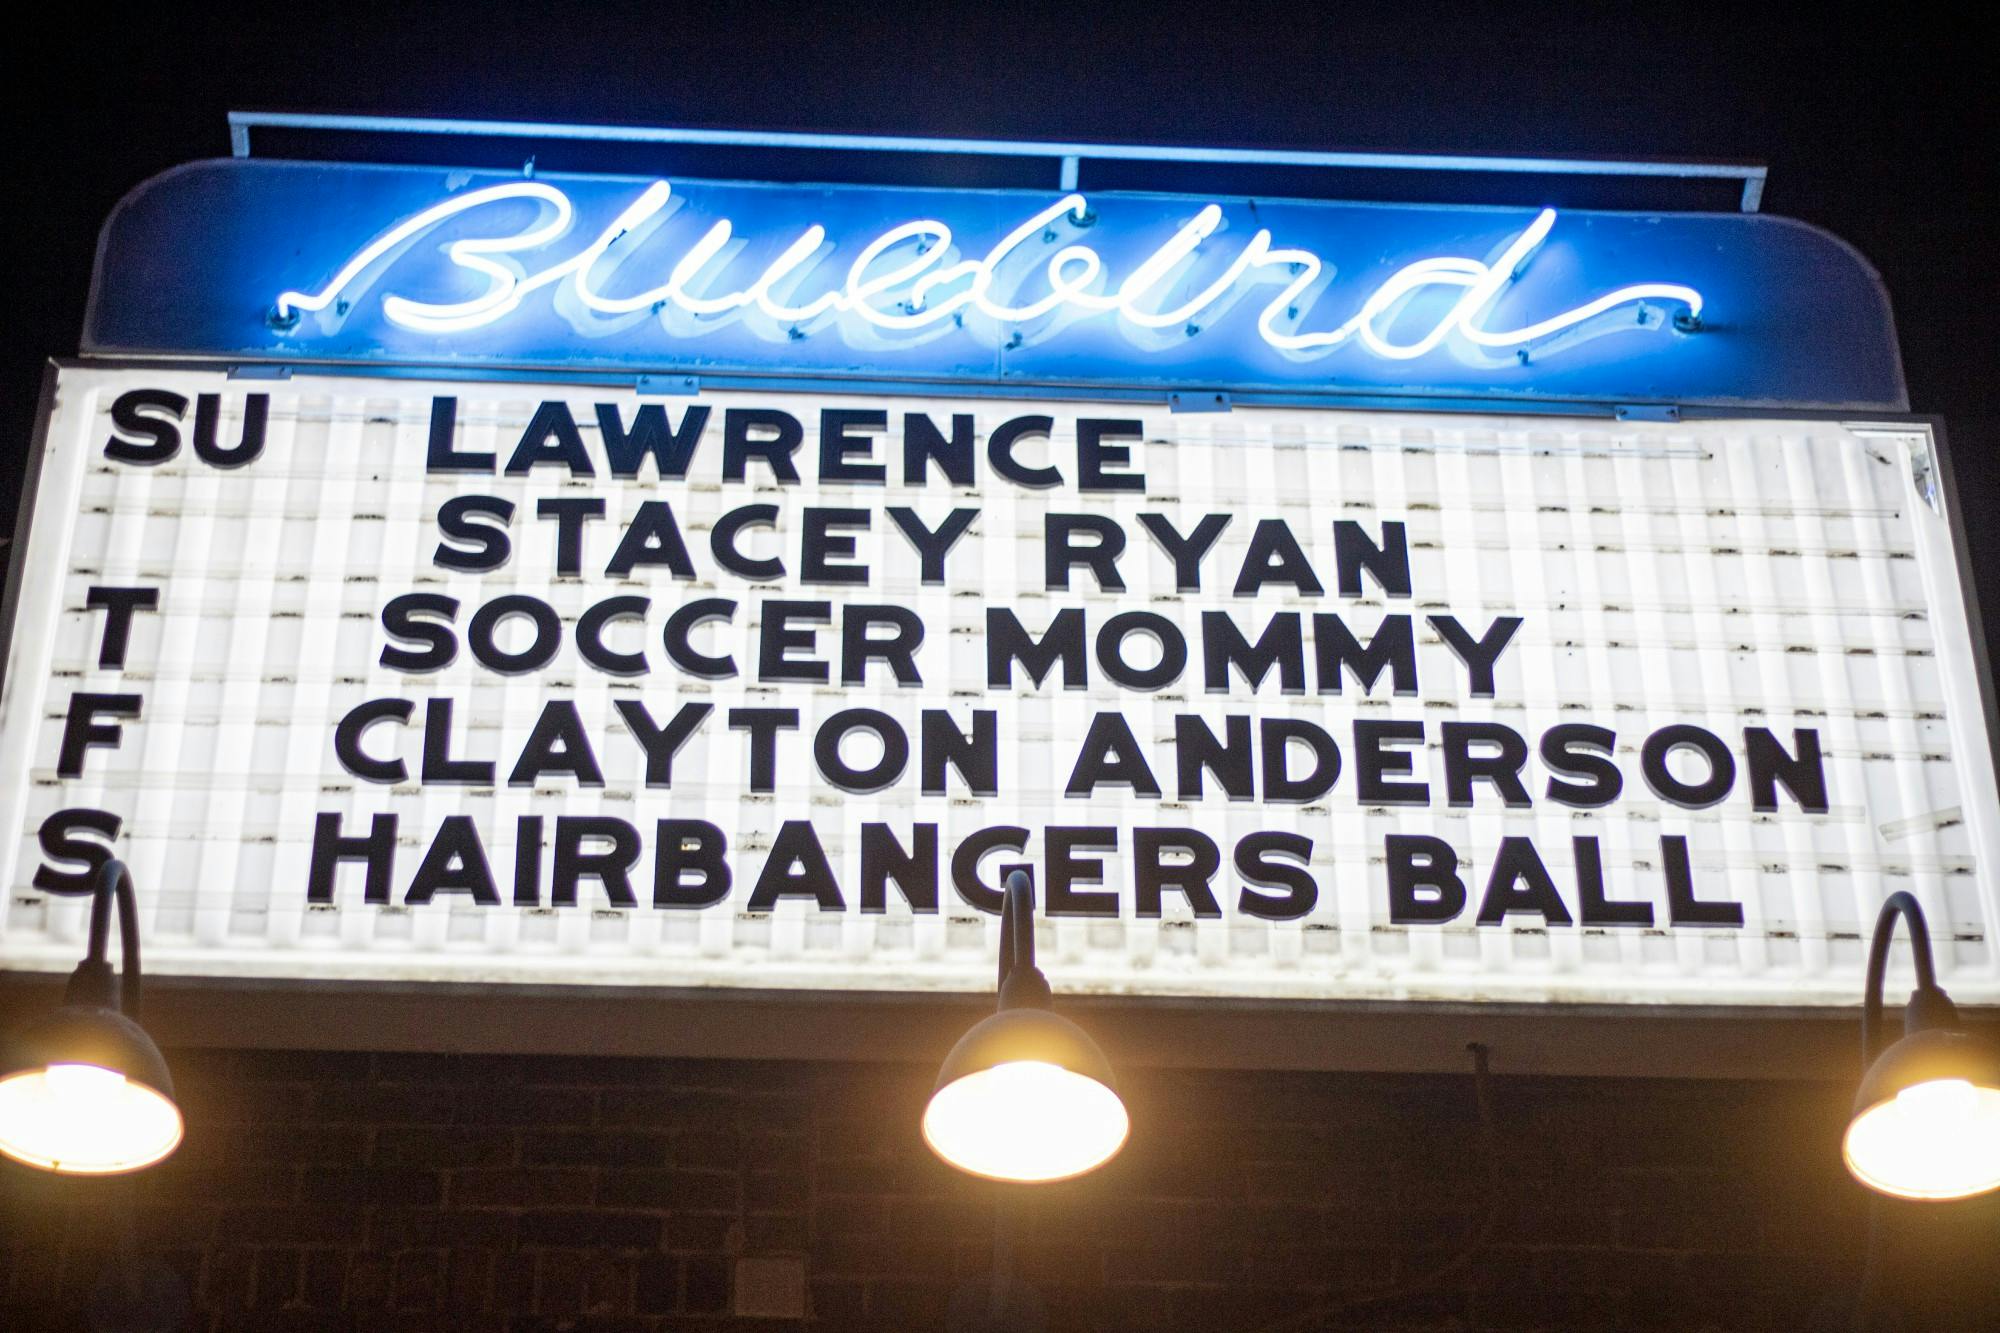 Bluebird
SU LAWRENCE
STACEY RYAN
T SOCCER MOMMY
F CLAYTON ANDERSON
S HAIRBANGERS BALL